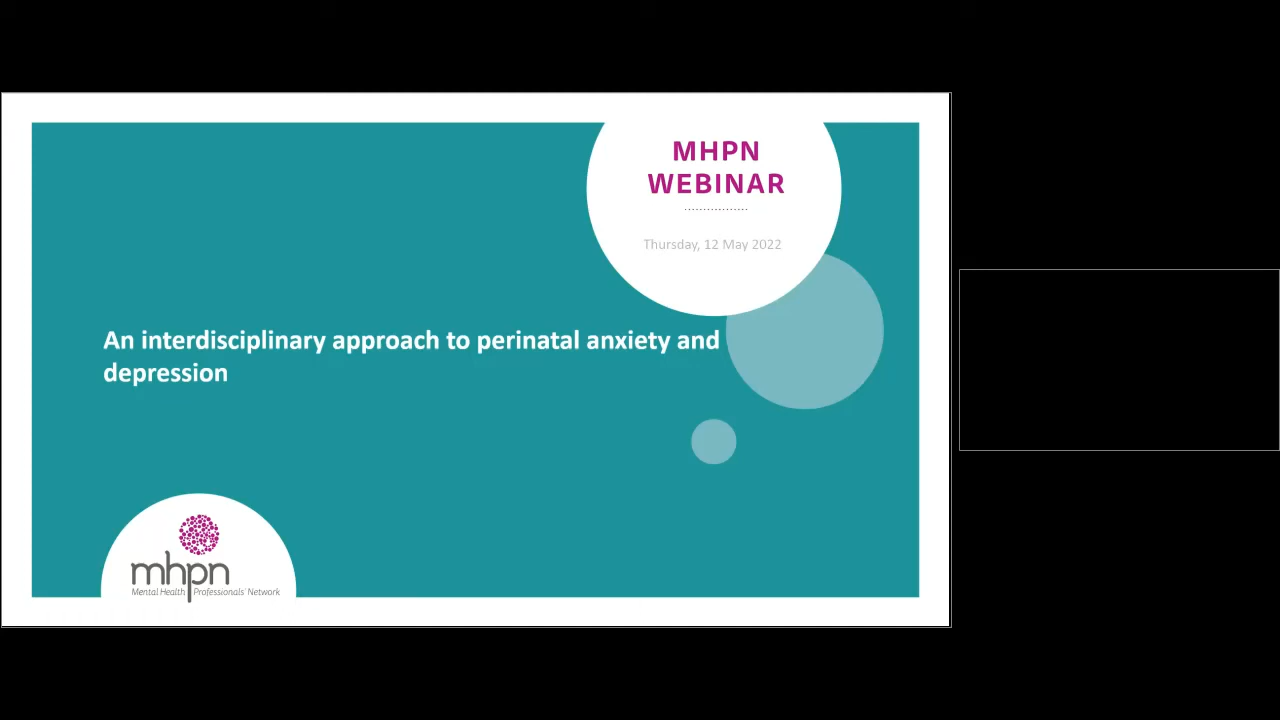 MHPN
WEBINAR
Thursday, 12 May 2022
An interdisciplinary approach to perinatal anxiety and
depression
mhpn
Mental Health Professionals' Network